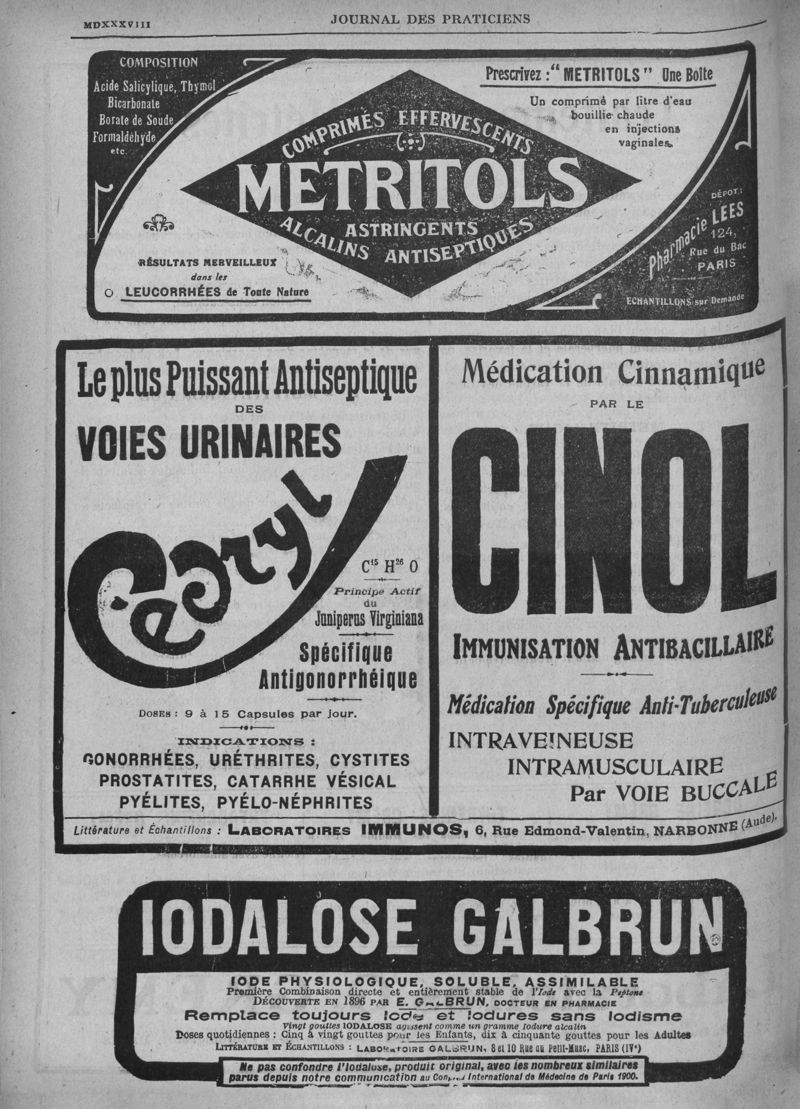 MDXXXVIII
JOURNAL DES PRATICIENS
COMPOSITION
Acide Salicylique, Thymol
Bicarbonate
Borate de Soude
Formaldéhyde
etc.
Prescrivez : "METRITOLS" Une Boîte
Un comprimé par litre d'eau
bouillie chaude
en injections
vaginales.
COMPRIMÉS EFFERVESCENTS
METRITOLS
ASTRINGENTS
ALCALINS ANTISEPTIQUES
RÉSULTATS MERVEILLEUX
dans les
LEUCORRHÉES de Toute Nature
DÉPOT :
Pharmacie LEES
124,
Rue du Bac
PARIS
ECHANTILLONS sur Demande
Le plus Puissant Antiseptique
DES
VOIES URINAIRES
Cedryl
C15 H26 O
Principe Actif
du
Juniperus Virginiana
Spécifique
Antigonorrhéique
DOSES : 9 à 15 Capsules par jour.
INDICATIONS :
GONORRHÉES, URÉTHRITES, CYSTITES
PROSTATITES, CATARRHE VÉSICAL
PYÉLITES, PYÉLO-NÉPHRITES
Médication Cinnamique
PAR LE
CINOL
IMMUNISATION ANTIBACILLAIRE
Médication Spécifique Anti-Tuberculeuse
INTRAVEINEUSE
INTRAMUSCULAIRE
Par VOIE BUCCALE
Littérature et Échantillons : LABORATOIRES IMMUNOS, 6, Rue Edmond-Valentin, NARBONNE (Aude).
IODALOSE GALBRUN
IODE PHYSIOLOGIQUE, SOLUBLE, ASSIMILABLE
Première Combinaison directe et entièrement stable de l'Iode avec la Peptone
DÉCOUVERTE EN 1896 PAR E. GALBRUN, DOCTEUR EN PHARMACIE
Remplace toujours Iode et Iodures sans Iodisme
Vingt gouttes IODALOSE agissent comme un gramme Iodure alcalin
Doses quotidiennes : Cinq à vingt gouttes pour les Enfants, dix à cinquante gouttes pour les Adultes
LITTÉRATURE ET ÉCHANTILLONS : LABORATOIRE GALBRUN, 8 et 10 Rue du Petit-Musc, PARIS (IVe)
Ne pas confondre l'Iodalose, produit original, avec les nombreux similaires
parus depuis notre communication au Congrès International de Médecine de Paris 1900.